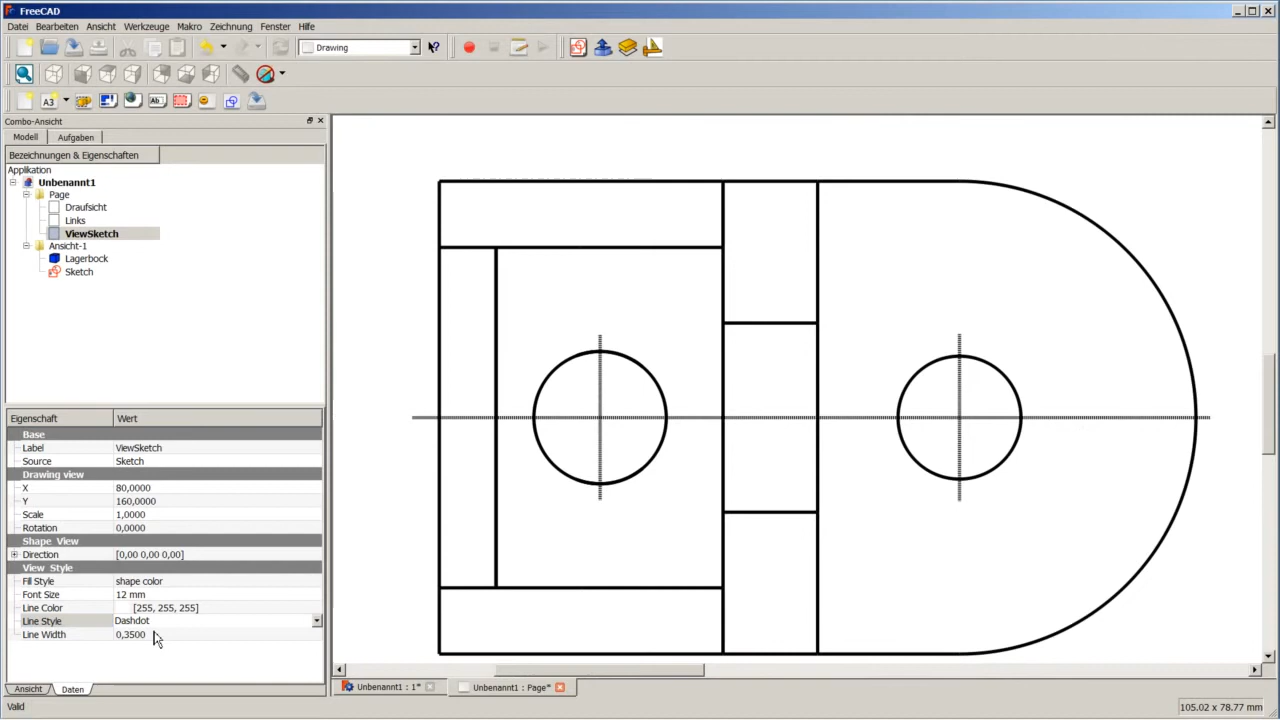 FreeCAD
Datei Bearbeiten Ansicht Werkzeuge Makro Zeichnung Fenster Hilfe
Drawing
A3 Ab
Combo-Ansicht
Modell Aufgaben
Bezeichnungen & Eigenschaften
Applikation
Unbenannt1
Page
Draufsicht
Links
ViewSketch
Ansicht-1
Lagerbock
Sketch
Eigenschaft Wert
Base
Label ViewSketch
Source Sketch
Drawing view
X 80,0000
Y 160,0000
Scale 1,0000
Rotation 0,0000
Shape View
Direction [0,00 0,00 0,00]
View Style
Fill Style shape color
Font Size 12 mm
Line Color [255, 255, 255]
Line Style Dashdot
Line Width 0,3500
Ansicht Daten
Unbenannt1 : 1* Unbenannt1 : Page*
Valid 105.02 x 78.77 mm